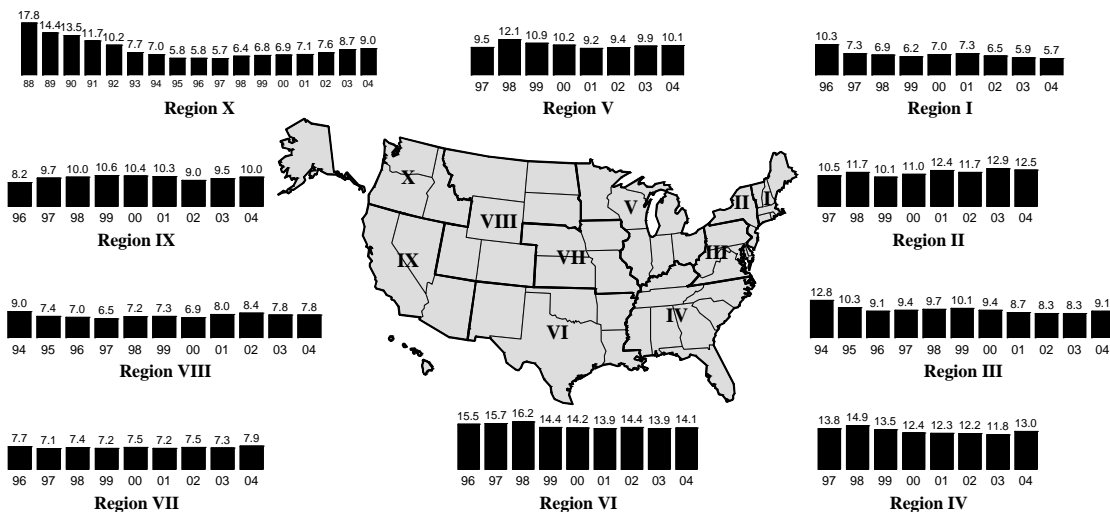 17.8 14.4 13.5 11.7 10.2 7.7 7.0 5.8 5.8 5.7 6.4 6.8 6.9 7.1 7.6 8.7 9.0
88 89 90 91 92 93 94 95 96 97 98 99 00 01 02 03 04
Region X
9.5 12.1 10.9 10.2 9.2 9.4 9.9 10.1
97 98 99 00 01 02 03 04
Region V
10.3 7.3 6.9 6.2 7.0 7.3 6.5 5.9 5.7
96 97 98 99 00 01 02 03 04
Region I
8.2 9.7 10.0 10.6 10.4 10.3 9.0 9.5 10.0
96 97 98 99 00 01 02 03 04
Region IX
X
VIII
IX
VII
V
VI
IV
III
II
I
10.5 11.7 10.1 11.0 12.4 11.7 12.9 12.5
97 98 99 00 01 02 03 04
Region II
9.0 7.4 7.0 6.5 7.2 7.3 6.9 8.0 8.4 7.8 7.8
94 95 96 97 98 99 00 01 02 03 04
Region VIII
12.8 10.3 9.1 9.4 9.7 10.1 9.4 8.7 8.3 8.3 9.1
94 95 96 97 98 99 00 01 02 03 04
Region III
7.7 7.1 7.4 7.2 7.5 7.2 7.5 7.3 7.9
96 97 98 99 00 01 02 03 04
Region VII
15.5 15.7 16.2 14.4 14.2 13.9 14.4 13.9 14.1
96 97 98 99 00 01 02 03 04
Region VI
13.8 14.9 13.5 12.4 12.3 12.2 11.8 13.0
97 98 99 00 01 02 03 04
Region IV